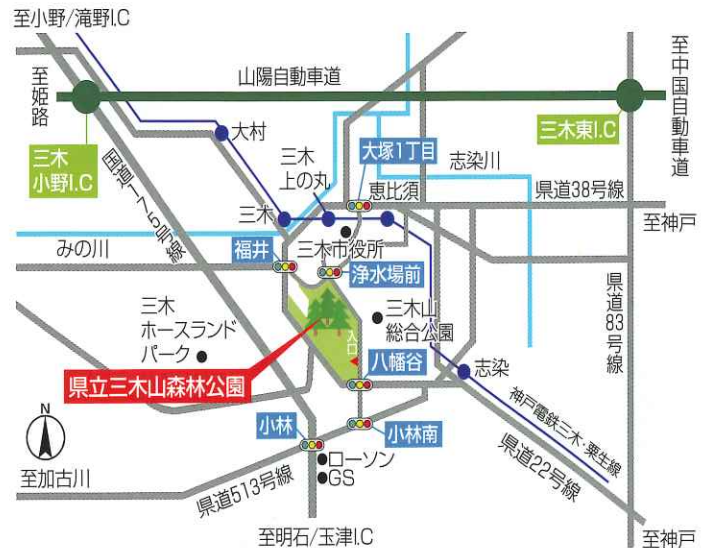 至小野/滝野I.C
至姫路
山陽自動車道
至中国自動車道
大村
三木
小野I.C
三木東I.C
国道175号線
三木
上の丸
大塚1丁目
志染川
恵比須
県道38号線
三木
至神戸
みの川
福井
三木市役所
浄水場前
県道83号線
三木
ホースランド
パーク
三木山
総合公園
入口
県立三木山森林公園
八幡谷
志染
神戸電鉄三木・粟生線
N
小林
小林南
県道22号線
ローソン
GS
至加古川
県道513号線
至明石/玉津I.C
至神戸